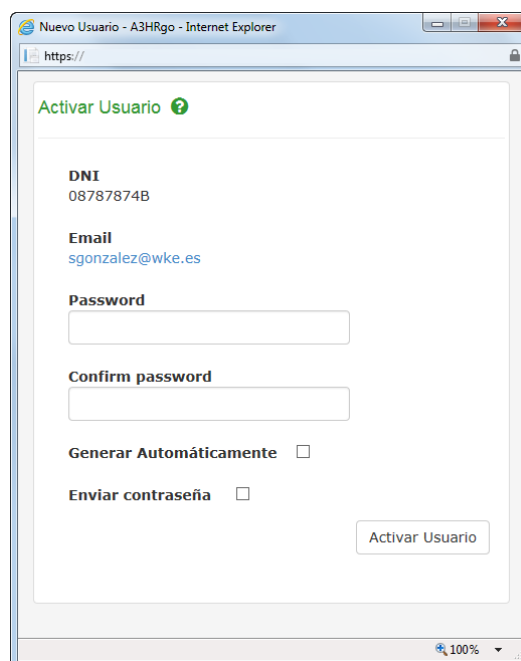 Nuevo Usuario - A3HRgo - Internet Explorer
https://
Activar Usuario ?
DNI
08787874B
Email
sgonzalez@wke.es
Password
Confirm password
Generar Automáticamente
Enviar contraseña
Activar Usuario
100%